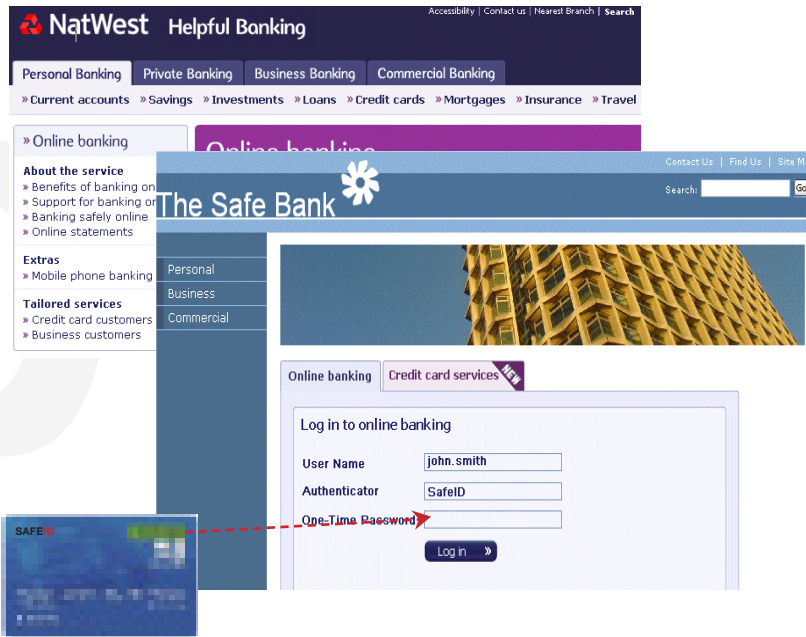 Accessibility | Contact us | Nearest Branch | Search
NatWest Helpful Banking
Personal Banking Private Banking Business Banking Commercial Banking
» Current accounts » Savings » Investments » Loans » Credit cards » Mortgages » Insurance » Travel
» Online banking
Online banking
About the service
» Benefits of banking on
» Support for banking on
» Banking safely online
» Online statements
Extras
» Mobile phone banking
Tailored services
» Credit card customers
» Business customers
Contact Us | Find Us | Site M
Search: Go
The Safe Bank
Personal
Business
Commercial
Online banking Credit card services NEW
Log in to online banking
User Name john.smith
Authenticator SafeID
One-Time Password
Log in »
SAFEID